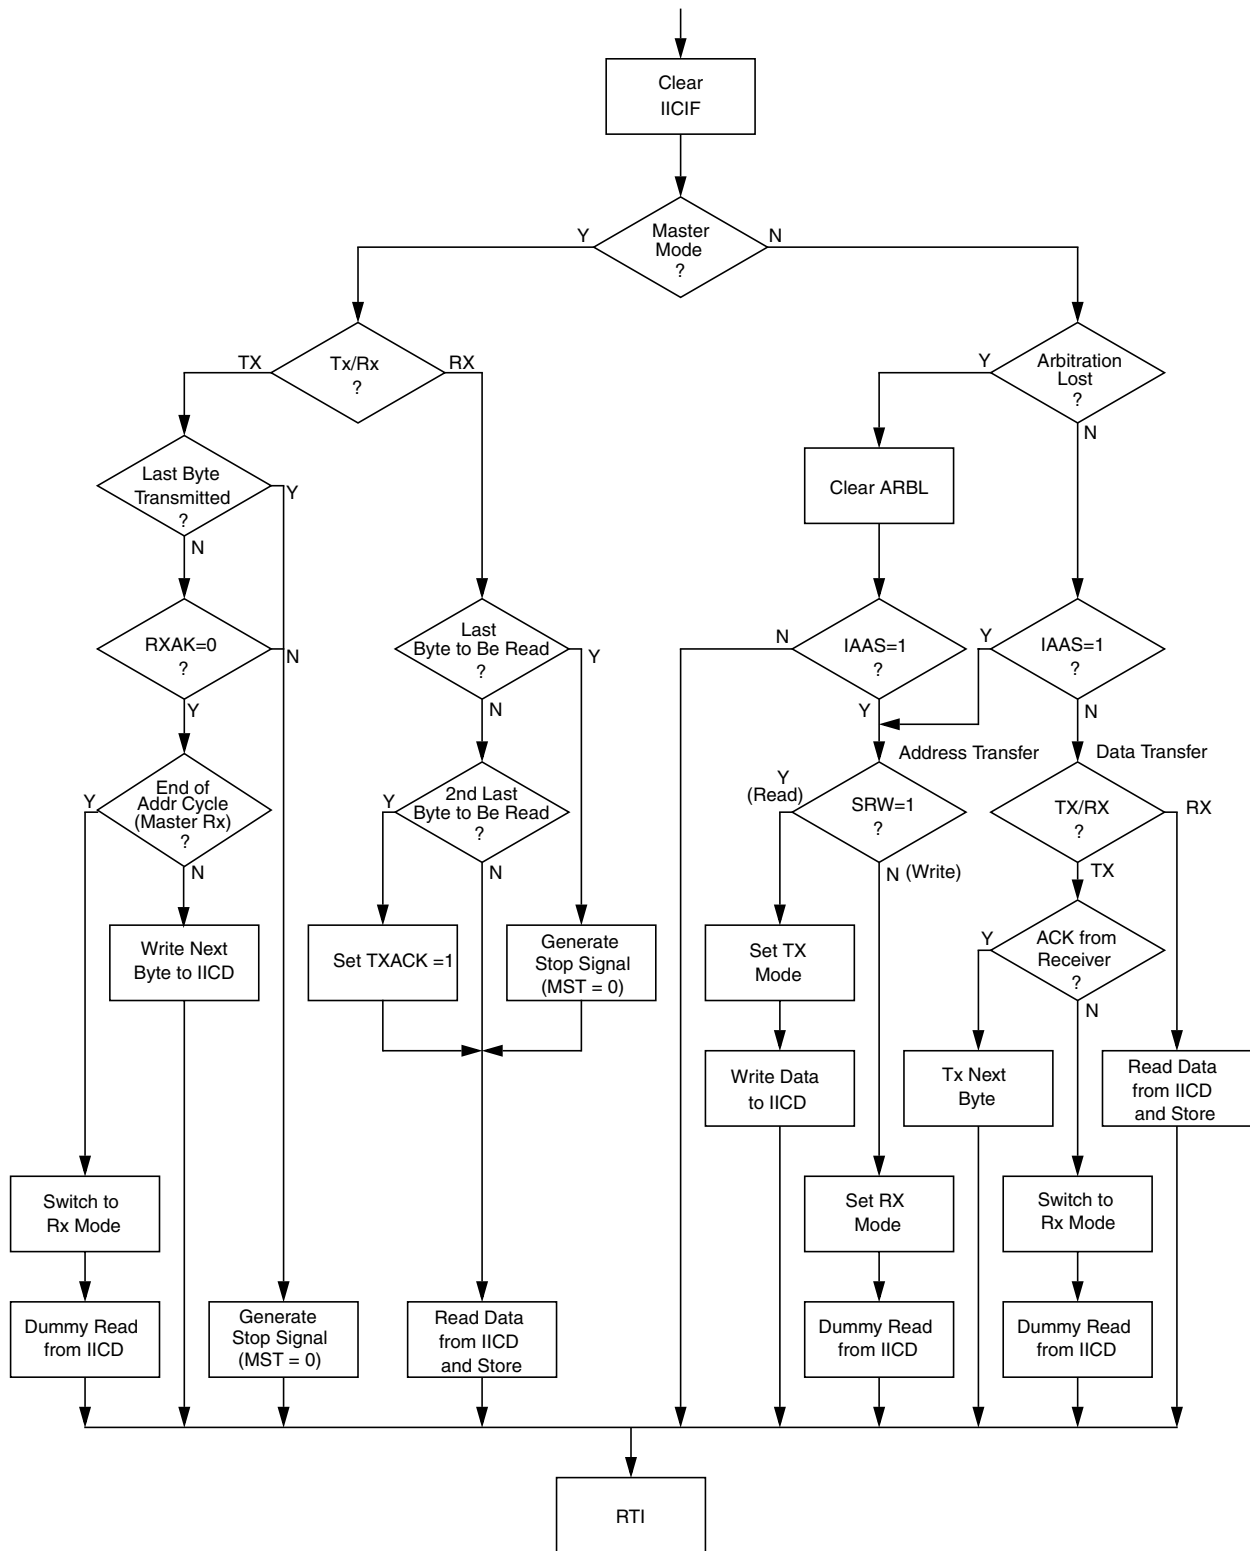 Clear
IICIF
Master
Mode
?
Y
N
Tx/Rx
?
TX
RX
Arbitration
Lost
?
Y
N
Last Byte
Transmitted
?
Y
N
Clear ARBL
RXAK=0
?
N
Y
Last
Byte to Be Read
?
Y
N
IAAS=1
?
N
Y
IAAS=1
?
Y
N
Address Transfer
Data Transfer
End of
Addr Cycle
(Master Rx)
?
Y
N
2nd Last
Byte to Be Read
?
Y
N
Y
(Read)
SRW=1
?
N (Write)
TX/RX
?
RX
TX
Write Next
Byte to IICD
Set TXACK =1
Generate
Stop Signal
(MST = 0)
Set TX
Mode
Y
ACK from
Receiver
?
N
Write Data
to IICD
Tx Next
Byte
Read Data
from IICD
and Store
Switch to
Rx Mode
Set RX
Mode
Switch to
Rx Mode
Dummy Read
from IICD
Generate
Stop Signal
(MST = 0)
Read Data
from IICD
and Store
Dummy Read
from IICD
Dummy Read
from IICD
RTI